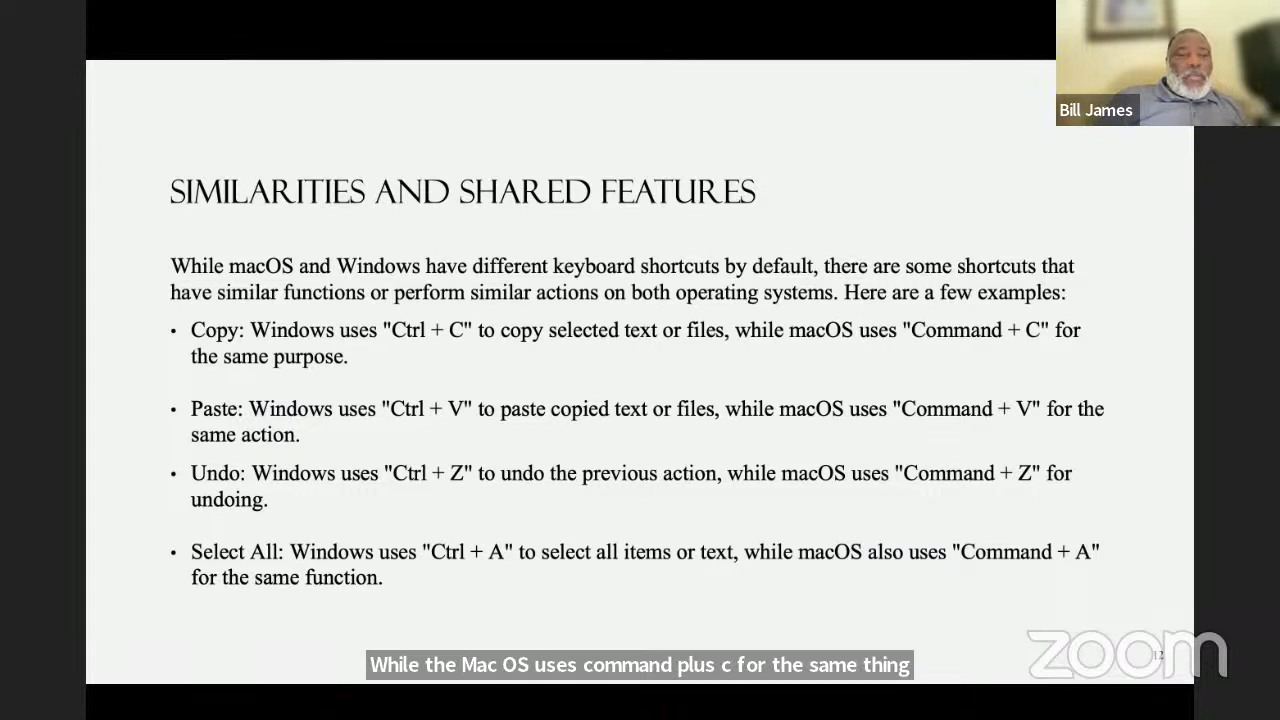 Bill James
SIMILARITIES AND SHARED FEATURES
While macOS and Windows have different keyboard shortcuts by default, there are some shortcuts that
have similar functions or perform similar actions on both operating systems. Here are a few examples:
• Copy: Windows uses "Ctrl + C" to copy selected text or files, while macOS uses "Command + C" for
the same purpose.
• Paste: Windows uses "Ctrl + V" to paste copied text or files, while macOS uses "Command + V" for the
same action.
• Undo: Windows uses "Ctrl + Z" to undo the previous action, while macOS uses "Command + Z" for
undoing.
• Select All: Windows uses "Ctrl + A" to select all items or text, while macOS also uses "Command + A"
for the same function.
While the Mac OS uses command plus c for the same thing
zoom
12